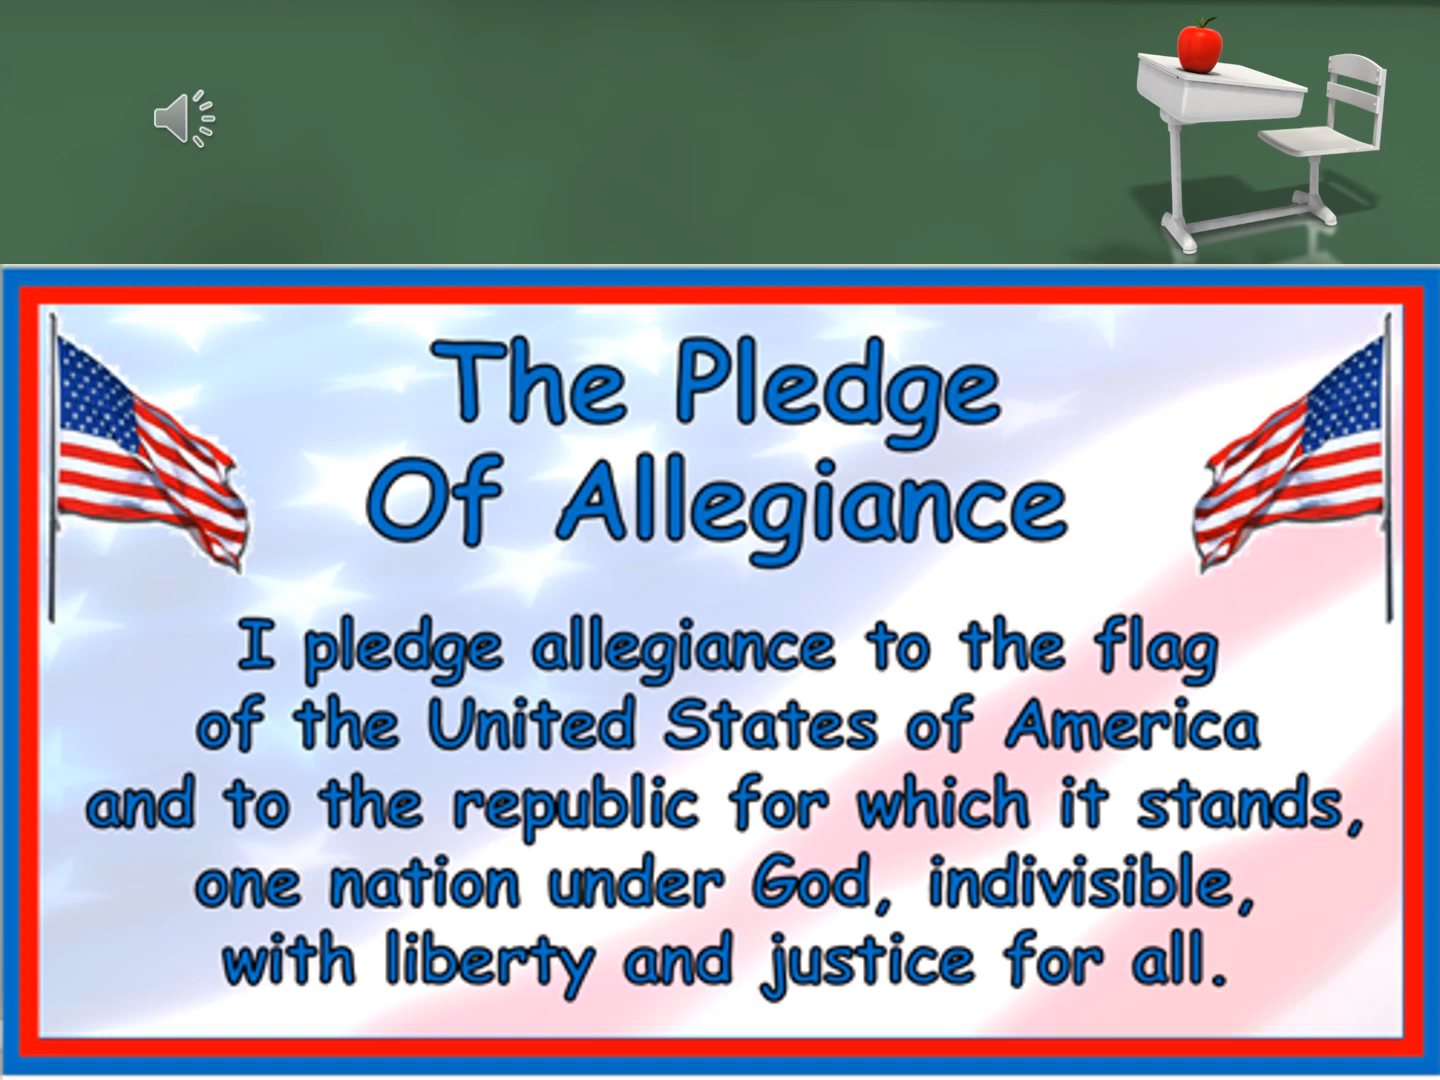 The Pledge
Of Allegiance
I pledge allegiance to the flag
of the United States of America
and to the republic for which it stands,
one nation under God, indivisible,
with liberty and justice for all.